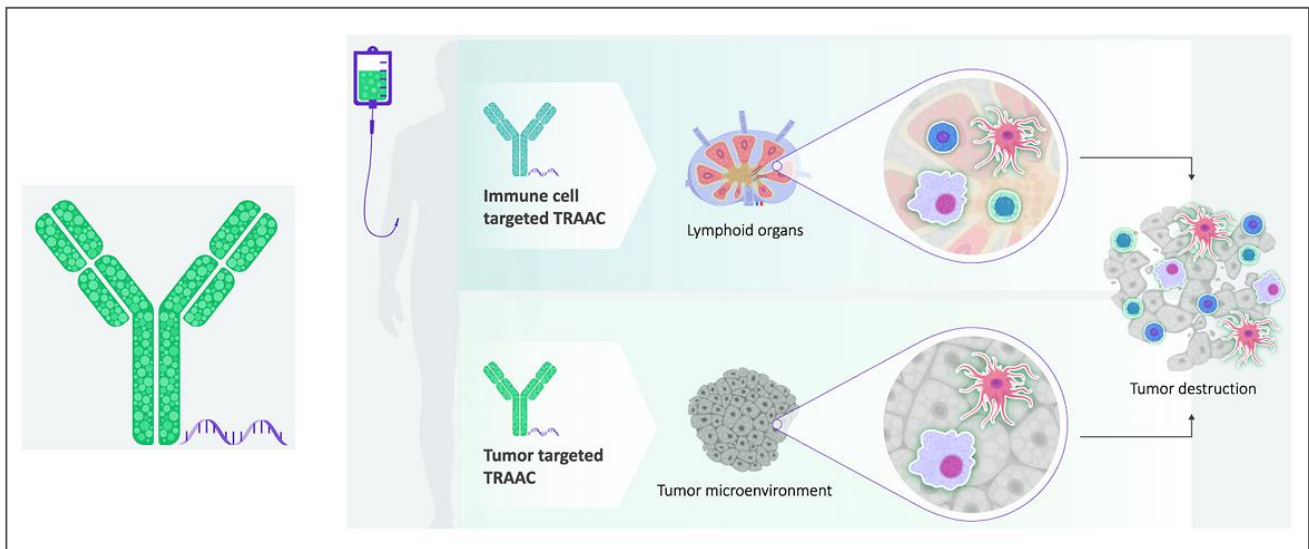 Immune cell
targeted TRAAC
Lymphoid organs
Tumor targeted
TRAAC
Tumor microenvironment
Tumor destruction